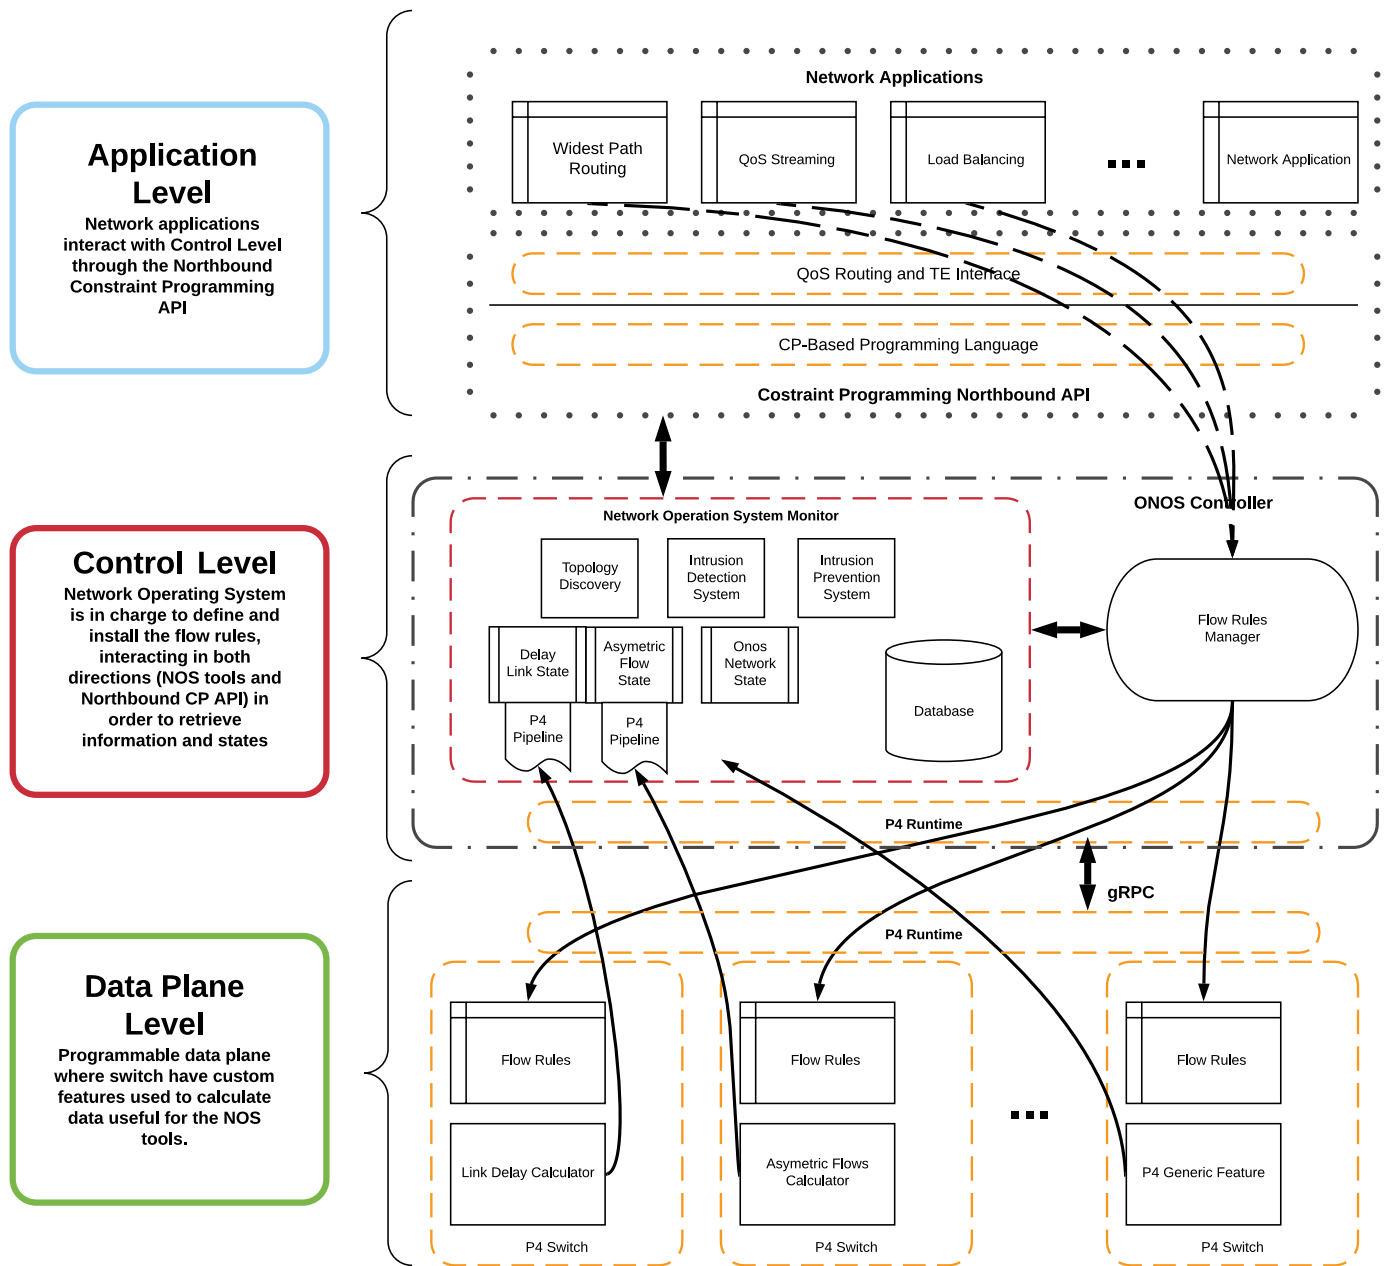 Application
Level
Network applications
interact with Control Level
through the Northbound
Constraint Programming
API
Network Applications
Widest Path
Routing
QoS Streaming
Load Balancing
Network Application
QoS Routing and TE Interface
CP-Based Programming Language
Costraint Programming Northbound API
Control Level
Network Operating System
is in charge to define and
install the flow rules,
interacting in both
directions (NOS tools and
Northbound CP API) in
order to retrieve
information and states
ONOS Controller
Network Operation System Monitor
Topology
Discovery
Intrusion
Detection
System
Intrusion
Prevention
System
Delay
Link State
Asymetric
Flow
State
Onos
Network
State
P4
Pipeline
P4
Pipeline
Database
Flow Rules
Manager
P4 Runtime
gRPC
P4 Runtime
Data Plane
Level
Programmable data plane
where switch have custom
features used to calculate
data useful for the NOS
tools.
Flow Rules
Link Delay Calculator
P4 Switch
Flow Rules
Asymetric Flows
Calculator
P4 Switch
Flow Rules
P4 Generic Feature
P4 Switch